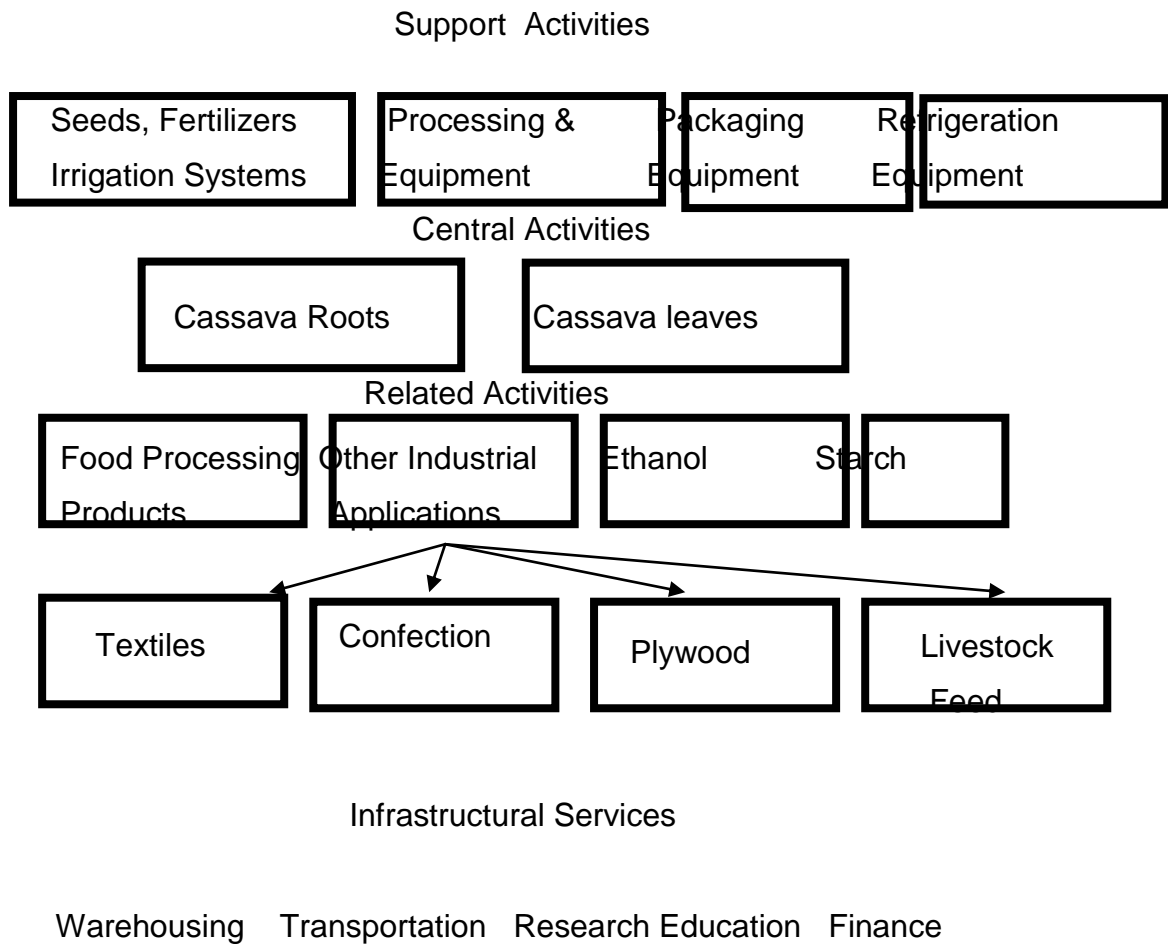 Support Activities
Seeds, Fertilizers Processing & Packaging Refrigeration
Irrigation Systems Equipment Equipment Equipment
Central Activities
Cassava Roots Cassava leaves
Related Activities
Food Processing Other Industrial Ethanol Starch
Products Applications
Textiles Confection Plywood Livestock
Feed
Infrastructural Services
Warehousing Transportation Research Education Finance